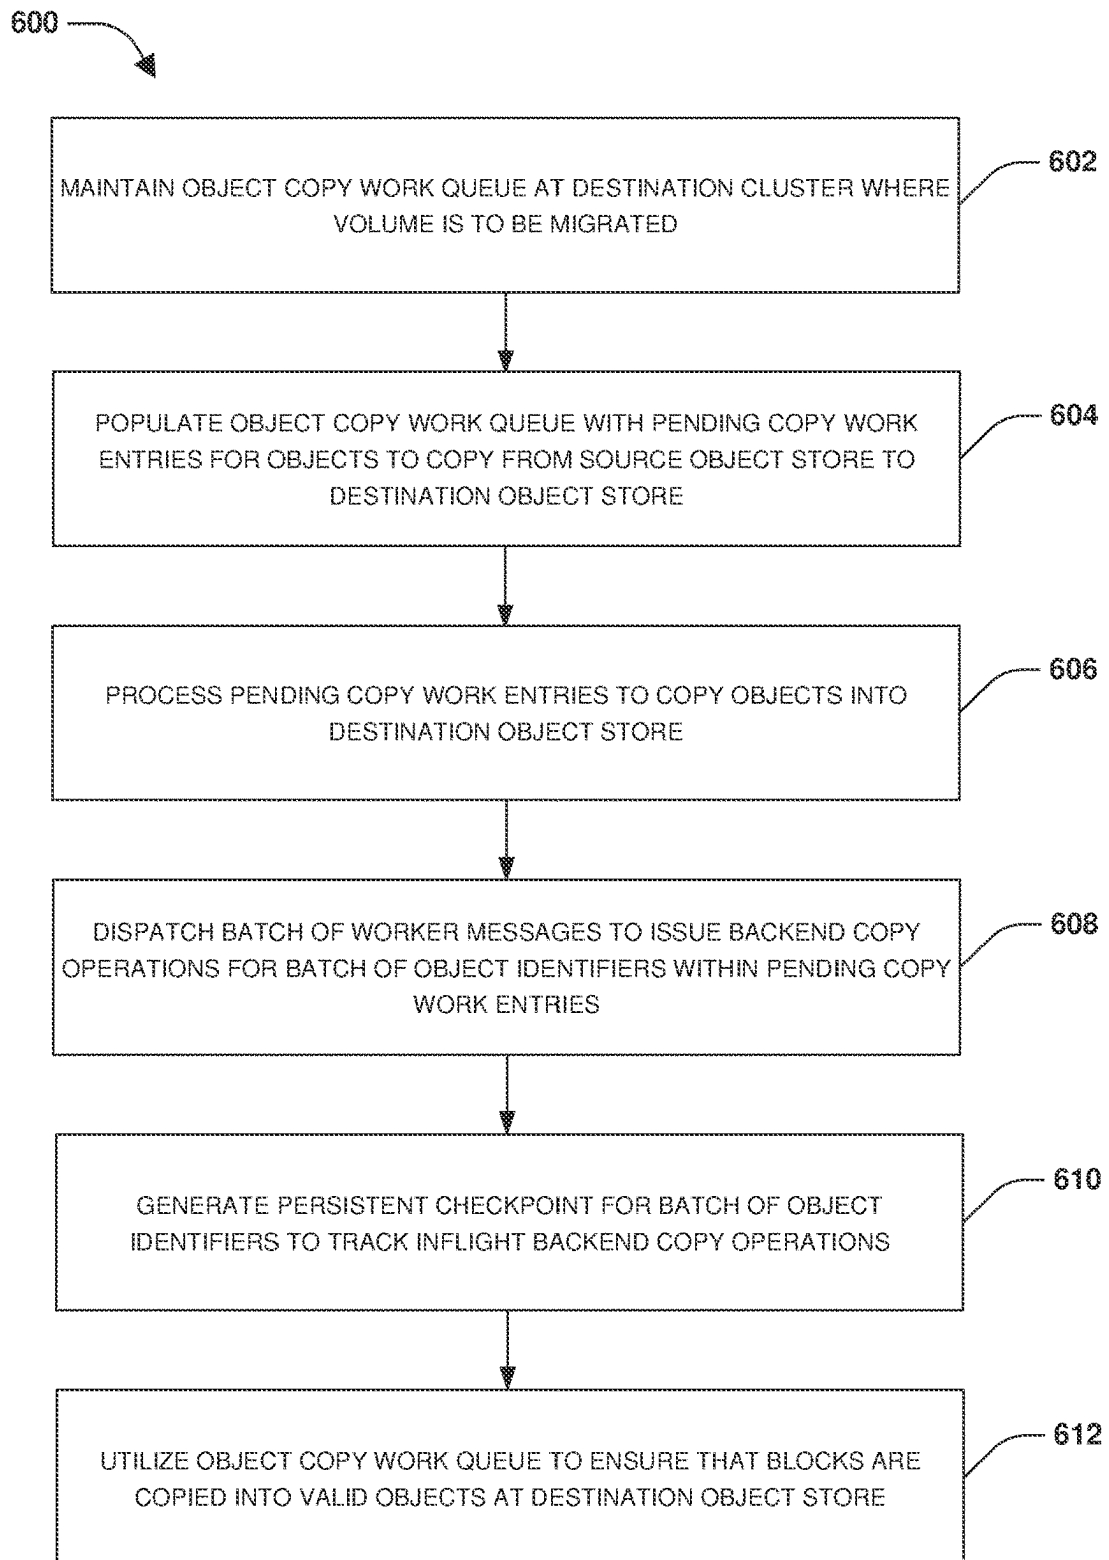 600
602
MAINTAIN OBJECT COPY WORK QUEUE AT DESTINATION CLUSTER WHERE
VOLUME IS TO BE MIGRATED
604
POPULATE OBJECT COPY WORK QUEUE WITH PENDING COPY WORK
ENTRIES FOR OBJECTS TO COPY FROM SOURCE OBJECT STORE TO
DESTINATION OBJECT STORE
606
PROCESS PENDING COPY WORK ENTRIES TO COPY OBJECTS INTO
DESTINATION OBJECT STORE
608
DISPATCH BATCH OF WORKER MESSAGES TO ISSUE BACKEND COPY
OPERATIONS FOR BATCH OF OBJECT IDENTIFIERS WITHIN PENDING COPY
WORK ENTRIES
610
GENERATE PERSISTENT CHECKPOINT FOR BATCH OF OBJECT
IDENTIFIERS TO TRACK INFLIGHT BACKEND COPY OPERATIONS
612
UTILIZE OBJECT COPY WORK QUEUE TO ENSURE THAT BLOCKS ARE
COPIED INTO VALID OBJECTS AT DESTINATION OBJECT STORE